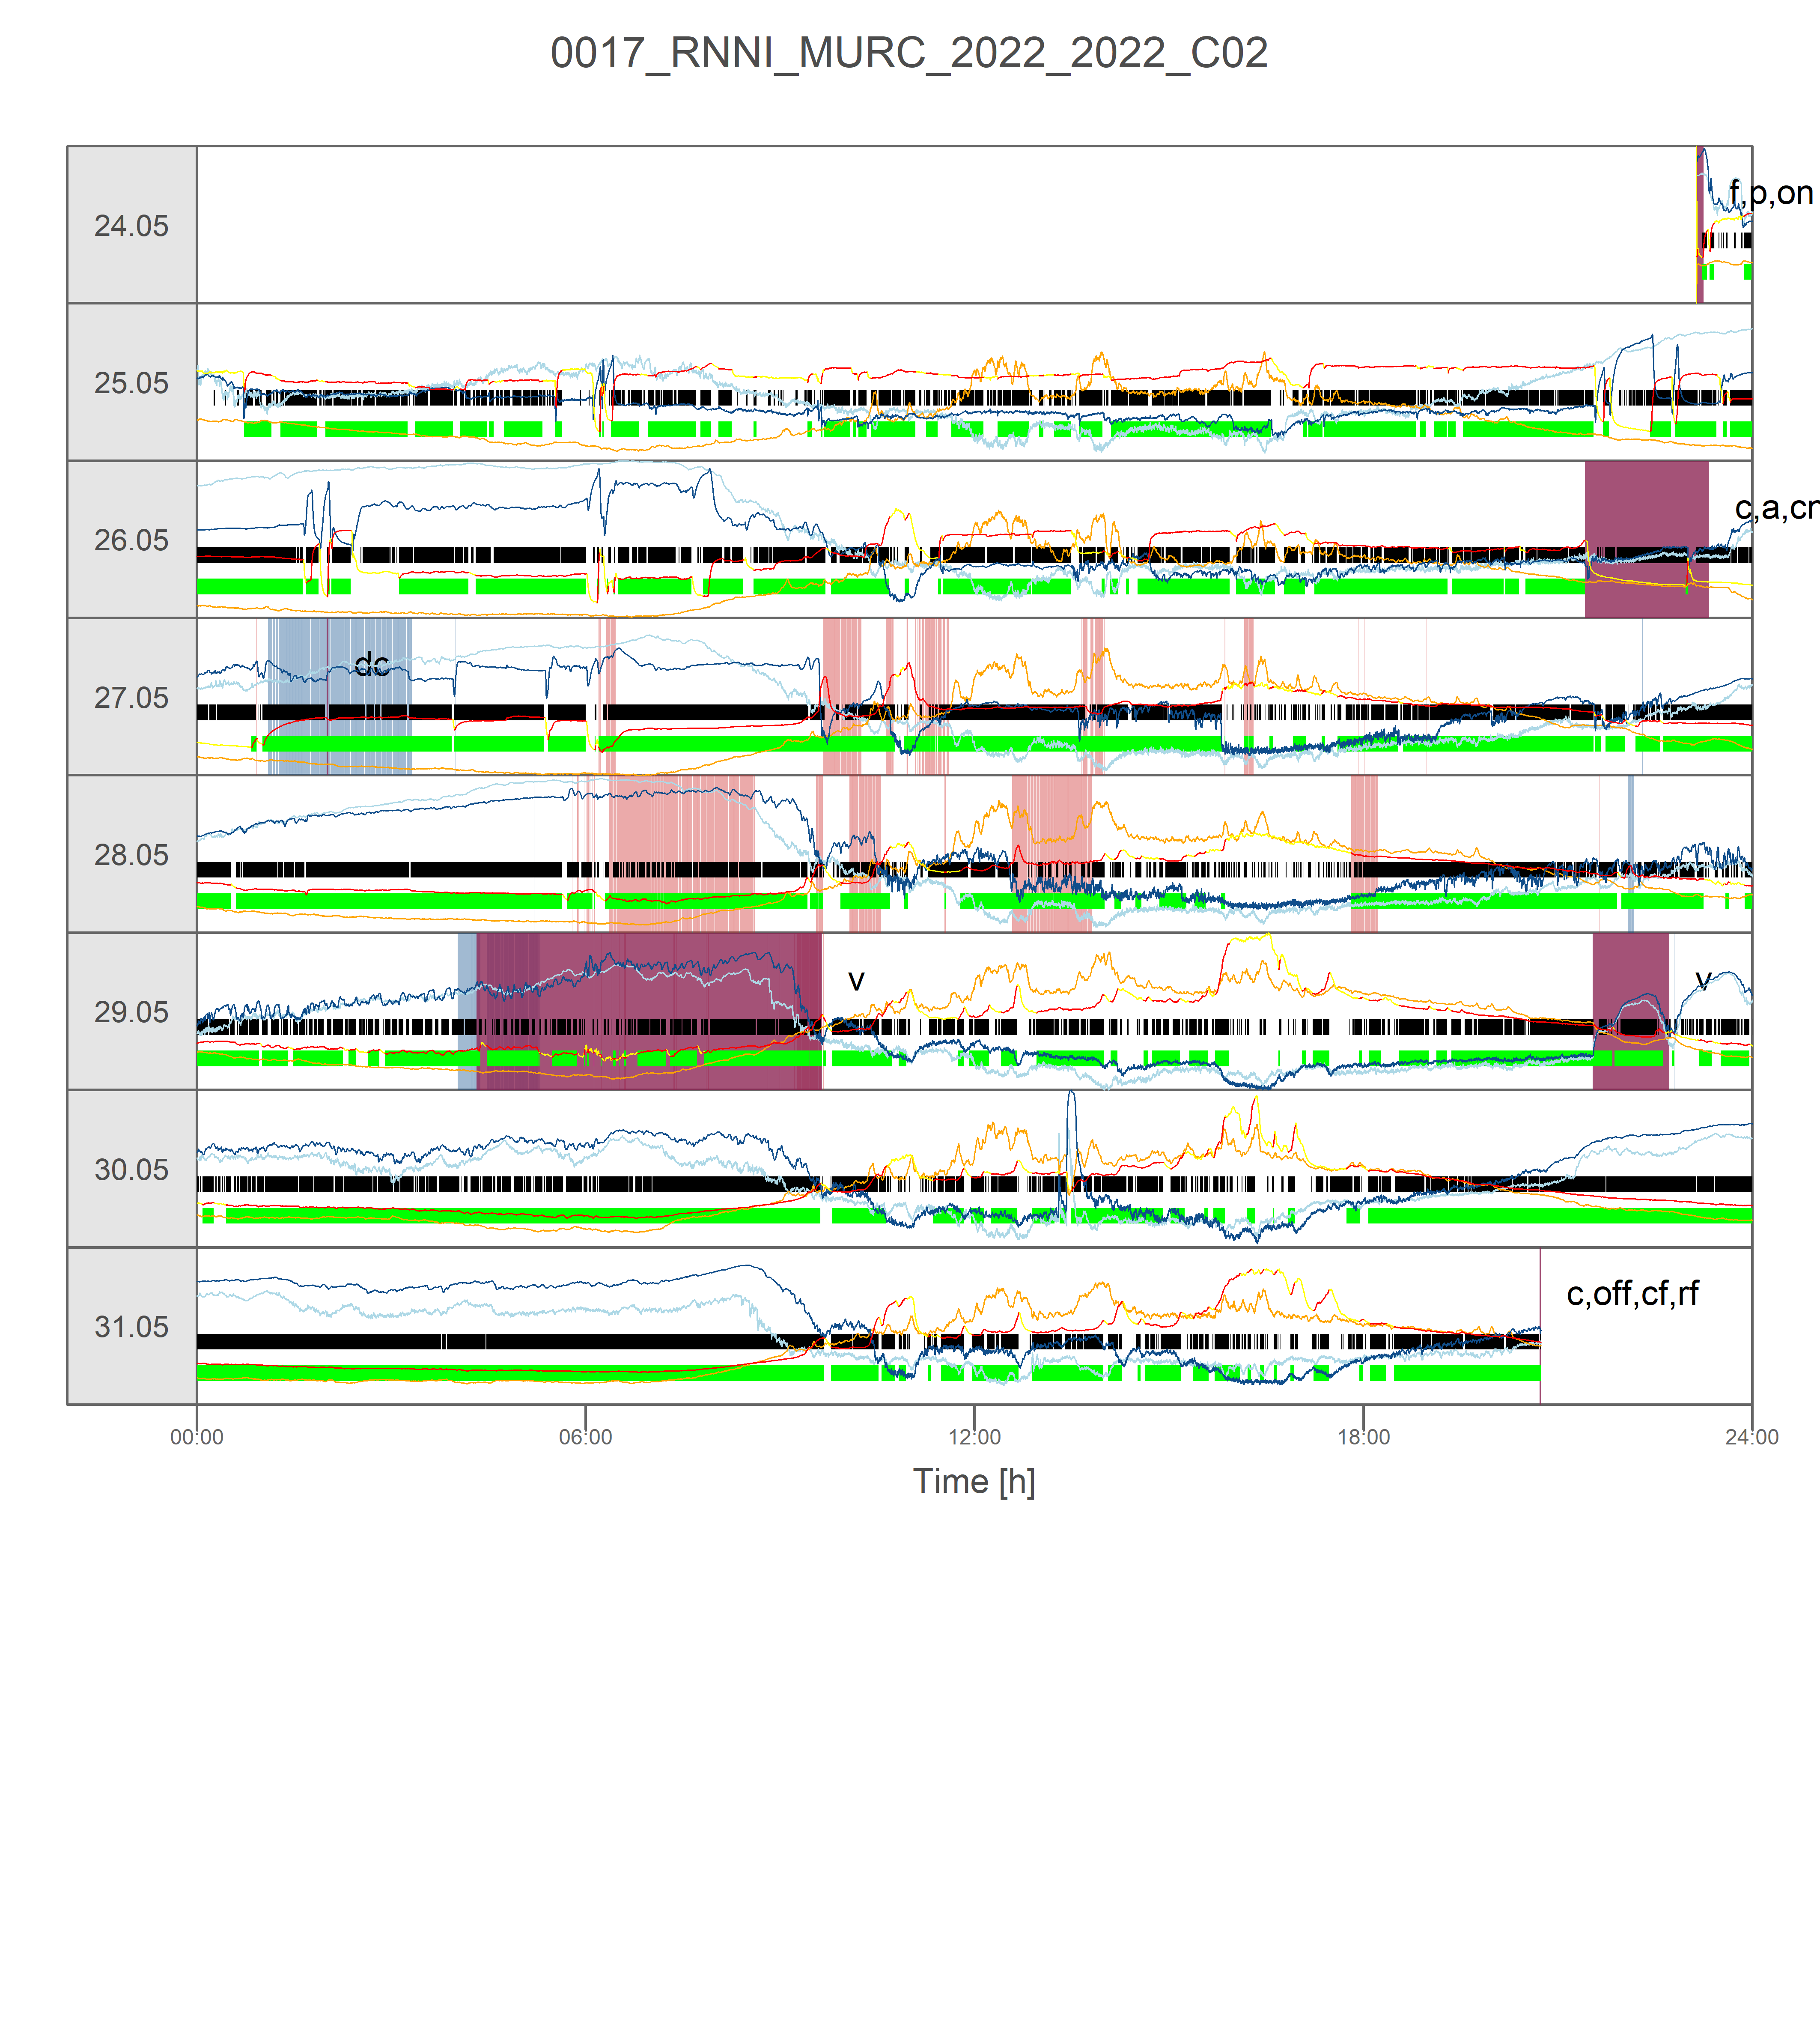 0017_RNNI_MURC_2022_2022_C02
24.05
f,p,on
25.05
26.05
c,a,cn
27.05
dc
28.05
29.05
v
v
30.05
31.05
c,off,cf,rf
00:00
06:00
12:00
18:00
24:00
Time [h]